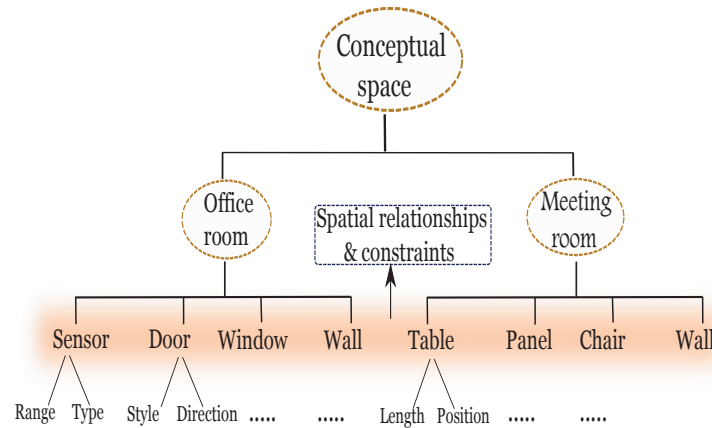 Conceptual
space
Office
room
Spatial relationships
& constraints
Meeting
room
Sensor Door Window Wall Table Panel Chair Wall
Range Type Style Direction ..... ..... Length Position ..... .....